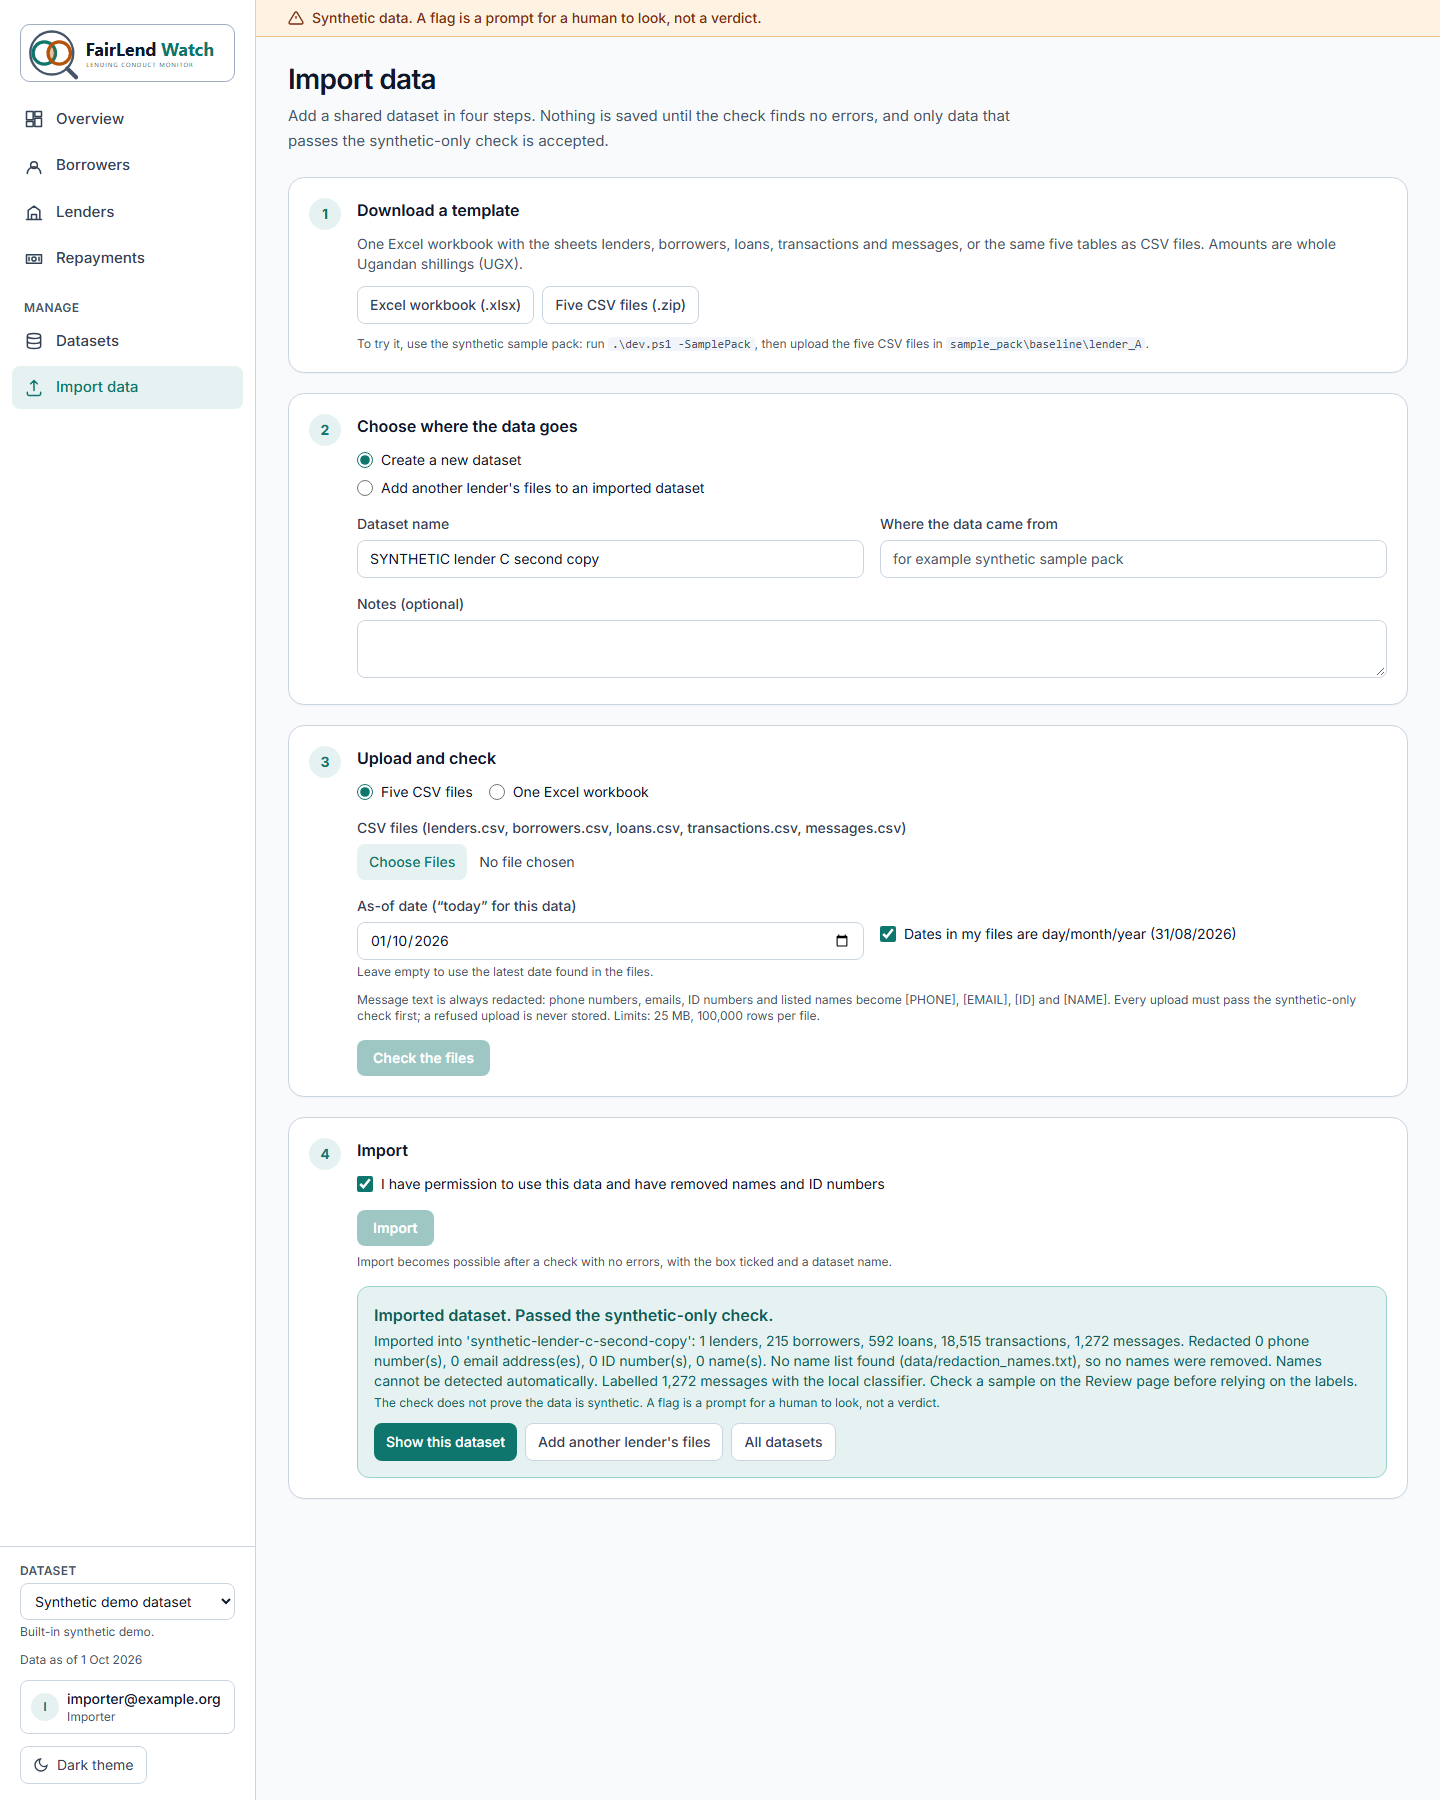 Synthetic data. A flag is a prompt for a human to look, not a verdict.
FairLend Watch
LENDING CONDUCT MONITOR
Overview
Borrowers
Lenders
Repayments
MANAGE
Datasets
Import data
Import data
Add a shared dataset in four steps. Nothing is saved until the check finds no errors, and only data that
passes the synthetic-only check is accepted.
1
Download a template
One Excel workbook with the sheets lenders, borrowers, loans, transactions and messages, or the same five tables as CSV files. Amounts are whole
Ugandan shillings (UGX).
Excel workbook (.xlsx) Five CSV files (.zip)
To try it, use the synthetic sample pack: run .\dev.ps1 -SamplePack, then upload the five CSV files in sample_pack\baseline\lender_A.
2
Choose where the data goes
Create a new dataset
Add another lender's files to an imported dataset
Dataset name Where the data came from
SYNTHETIC lender C second copy for example synthetic sample pack
Notes (optional)
3
Upload and check
Five CSV files One Excel workbook
CSV files (lenders.csv, borrowers.csv, loans.csv, transactions.csv, messages.csv)
Choose Files No file chosen
As-of date (“today” for this data)
01/10/2026 Dates in my files are day/month/year (31/08/2026)
Leave empty to use the latest date found in the files.
Message text is always redacted: phone numbers, emails, ID numbers and listed names become [PHONE], [EMAIL], [ID] and [NAME]. Every upload must pass the synthetic-only
check first; a refused upload is never stored. Limits: 25 MB, 100,000 rows per file.
Check the files
4
Import
I have permission to use this data and have removed names and ID numbers
Import
Import becomes possible after a check with no errors, with the box ticked and a dataset name.
Imported dataset. Passed the synthetic-only check.
Imported into 'synthetic-lender-c-second-copy': 1 lenders, 215 borrowers, 592 loans, 18,515 transactions, 1,272 messages. Redacted 0 phone
number(s), 0 email address(es), 0 ID number(s), 0 name(s). No name list found (data/redaction_names.txt), so no names were removed. Names
cannot be detected automatically. Labelled 1,272 messages with the local classifier. Check a sample on the Review page before relying on the labels.
The check does not prove the data is synthetic. A flag is a prompt for a human to look, not a verdict.
Show this dataset Add another lender's files All datasets
DATASET
Synthetic demo dataset
Built-in synthetic demo.
Data as of 1 Oct 2026
I
importer@example.org
Importer
Dark theme